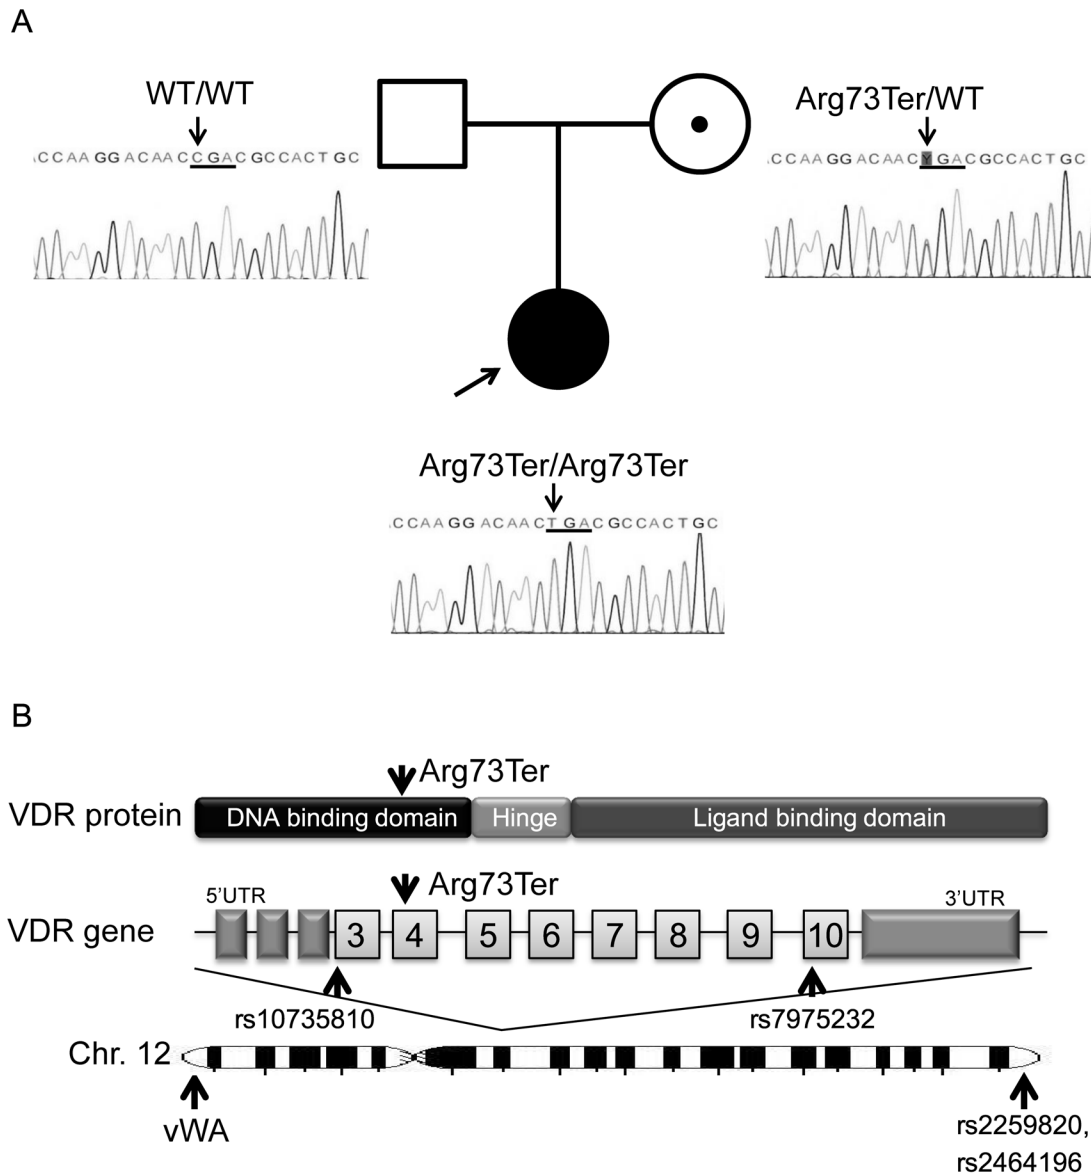 A
WT/WT
Arg73Ter/WT
CCAAGGACAACCGACGCCACTGC
CCAAGGACAACYGACGCCACTGC
Arg73Ter/Arg73Ter
CCAAGGACAACTGACGCCACTGC
B
Arg73Ter
VDR protein
DNA binding domain
Hinge
Ligand binding domain
Arg73Ter
5'UTR
3'UTR
VDR gene
3 4 5 6 7 8 9 10
rs10735810
rs7975232
Chr. 12
vWA
rs2259820,
rs2464196